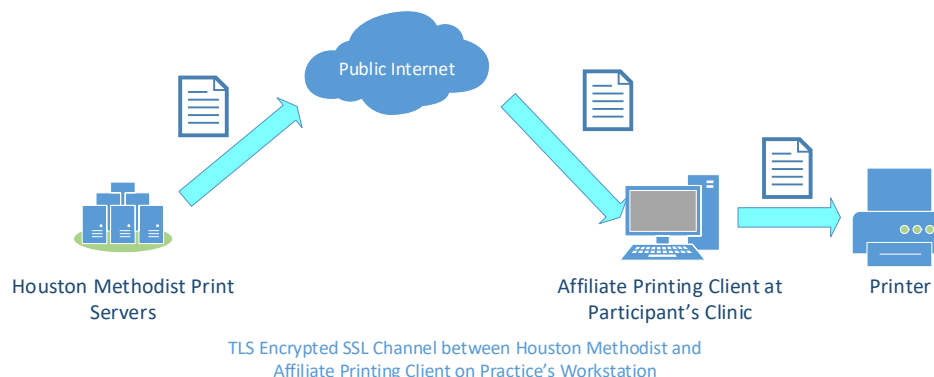 Public Internet
Houston Methodist Print
Servers
Affiliate Printing Client at
Participant's Clinic
Printer
TLS Encrypted SSL Channel between Houston Methodist and
Affiliate Printing Client on Practice's Workstation